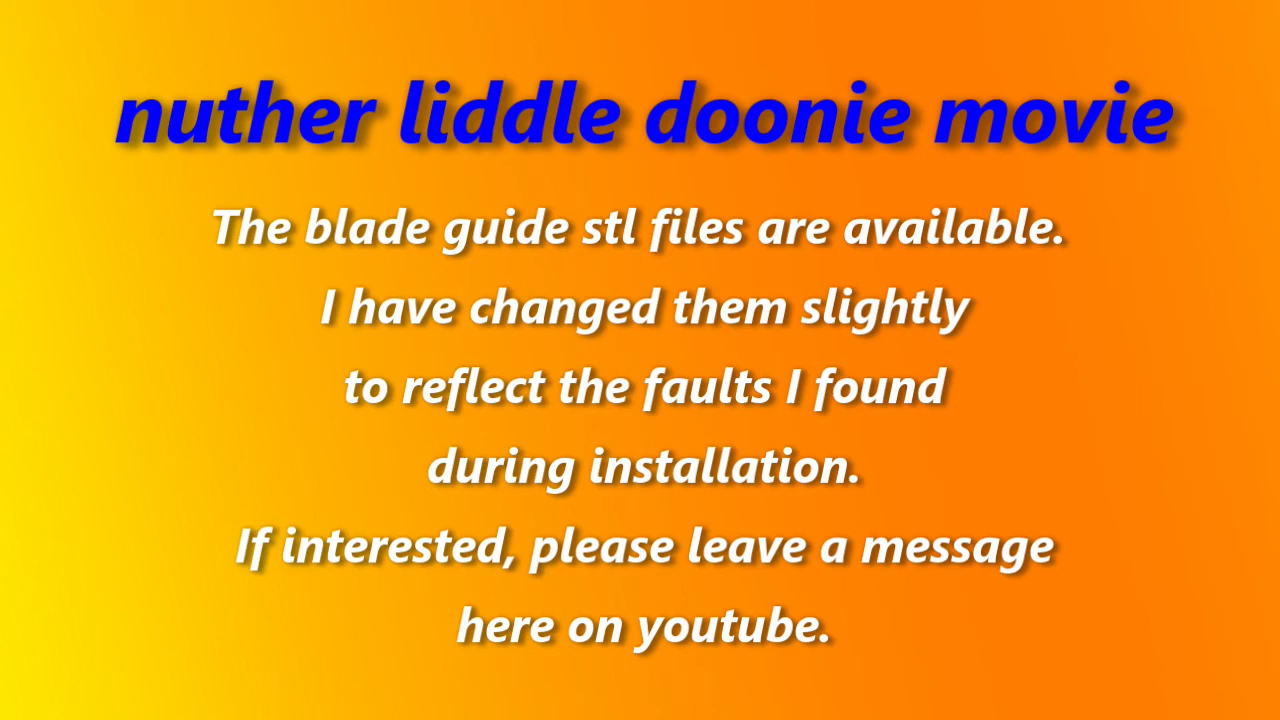 nuther liddle doonie movie
The blade guide stl files are available.
I have changed them slightly
to reflect the faults I found
during installation.
If interested, please leave a message
here on youtube.